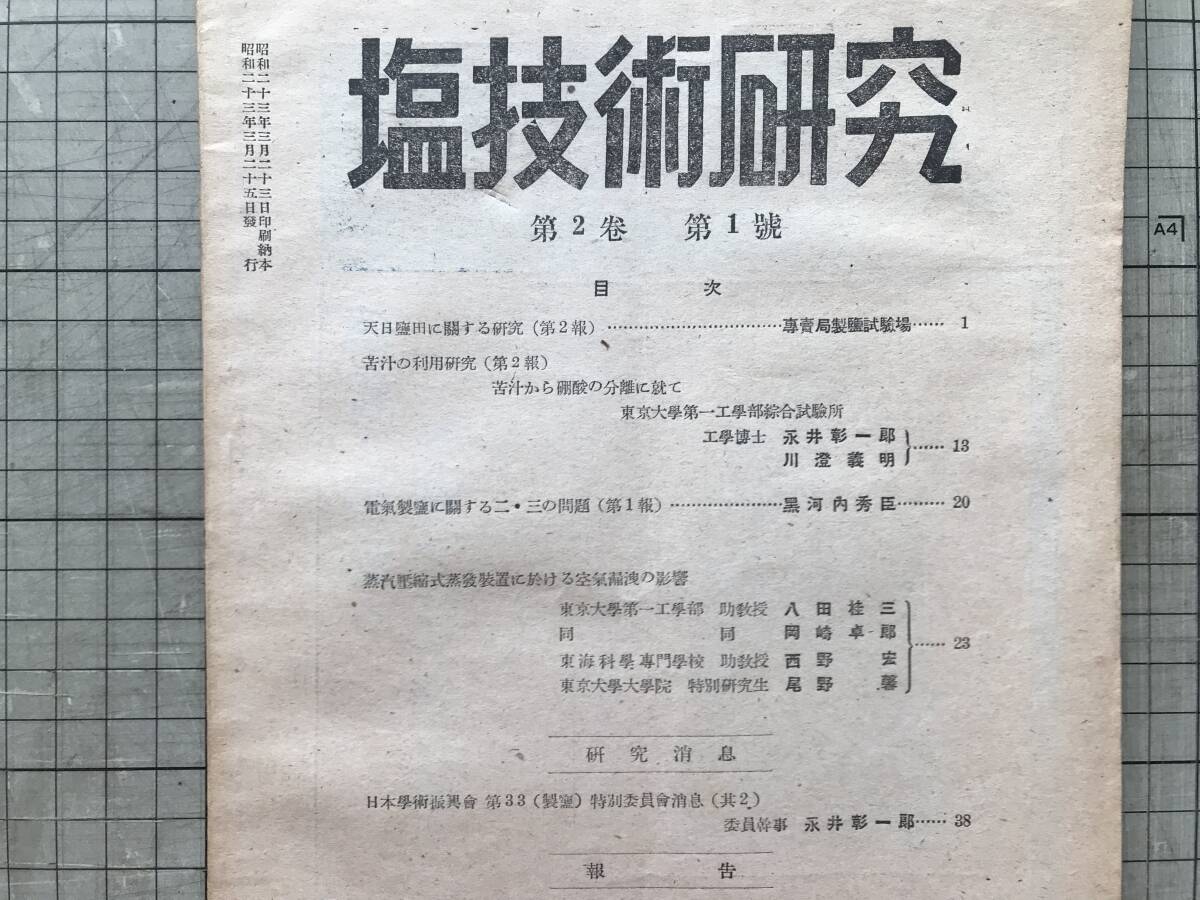 塩技術研究
昭和二十三年三月二十三日印刷納本
昭和二十三年三月二十五日發行
第2卷 第1號
目次
天日鹽田に關する研究(第2報)………………………………專賣局製鹽試驗場…… 1
苦汁の利用研究(第2報)
苦汁から硼酸の分離に就て
東京大學第一工學部綜合試驗所
工學博士 永井彰一郎
川澄義明 …… 13
電氣製鹽に關する二・三の問題(第1報)………………………………黑河內秀臣……… 20
蒸汽壓縮式蒸發裝置に於ける空氣漏洩の影響
東京大學第一工學部 助敎授 八田桂三
同 同 岡崎卓郎
東海科學專門學校 助敎授 西野宏 …… 23
東京大學大學院 特別硏究生 尾野馨
硏究消息
日本學術振興會 第33(製鹽)特別委員會消息(其2)
委員幹事 永井彰一郎…… 38
報告
A4